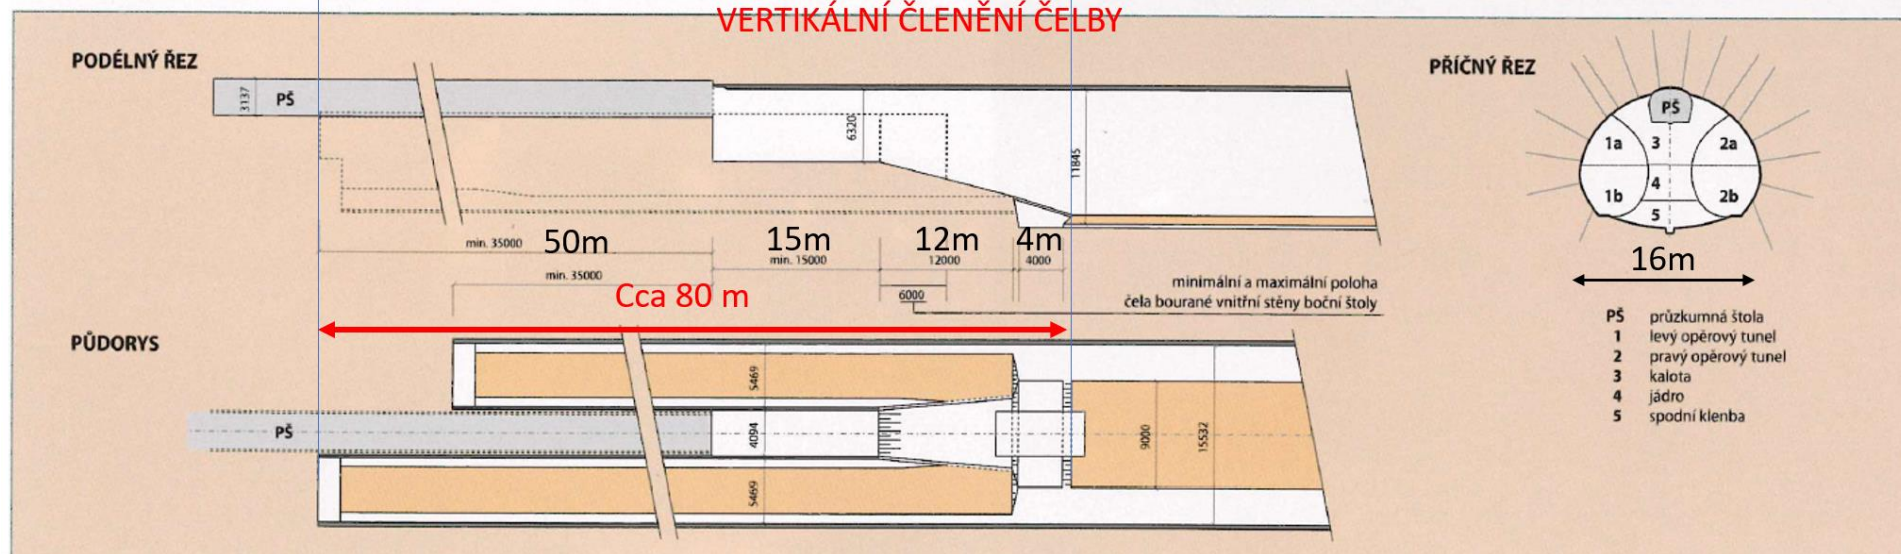 VERTIKÁLNÍ ČLENĚNÍ ČELBY
PODÉLNÝ ŘEZ
3137
PŠ
6320
11845
min. 35000
50m
15m
min. 15000
12m
12000
4m
4000
min. 35000
6000
Cca 80 m
minimální a maximální poloha
čela bourané vnitřní stěny boční štoly
PŮDORYS
5469
PŠ
4094
5469
9000
15532
PŘÍČNÝ ŘEZ
PŠ
1a
3
2a
4
1b
2b
5
16m
PŠ průzkumná štola
1 levý opěrový tunel
2 pravý opěrový tunel
3 kalota
4 jádro
5 spodní klenba